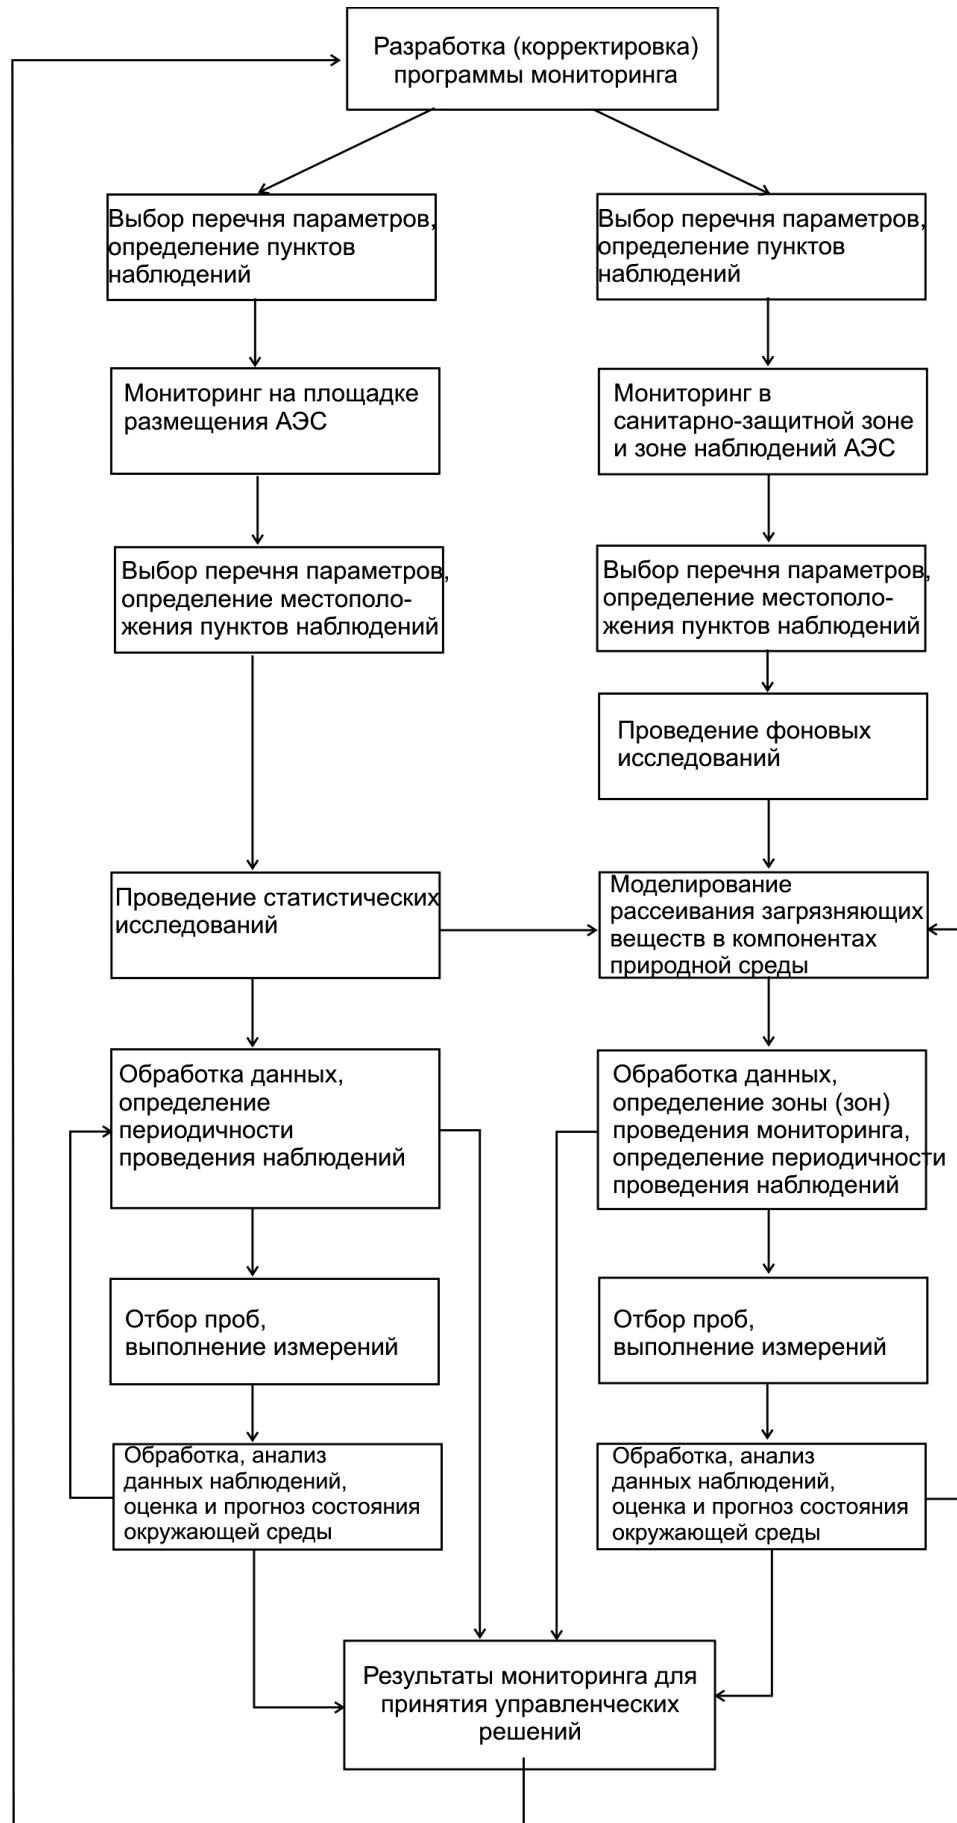 Разработка (корректировка)
программы мониторинга
Выбор перечня параметров,
определение пунктов
наблюдений
Выбор перечня параметров,
определение пунктов
наблюдений
Мониторинг на площадке
размещения АЭС
Мониторинг в
санитарно-защитной зоне
и зоне наблюдений АЭС
Выбор перечня параметров,
определение местополо-
жения пунктов наблюдений
Выбор перечня параметров,
определение местополо-
жения пунктов наблюдений
Проведение фоновых
исследований
Проведение статистических
исследований
Моделирование
рассеивания загрязняющих
веществ в компонентах
природной среды
Обработка данных,
определение
периодичности
проведения наблюдений
Обработка данных,
определение зоны (зон)
проведения мониторинга,
определение периодичности
проведения наблюдений
Отбор проб,
выполнение измерений
Отбор проб,
выполнение измерений
Обработка, анализ
данных наблюдений,
оценка и прогноз состояния
окружающей среды
Обработка, анализ
данных наблюдений,
оценка и прогноз состояния
окружающей среды
Результаты мониторинга для
принятия управленческих
решений